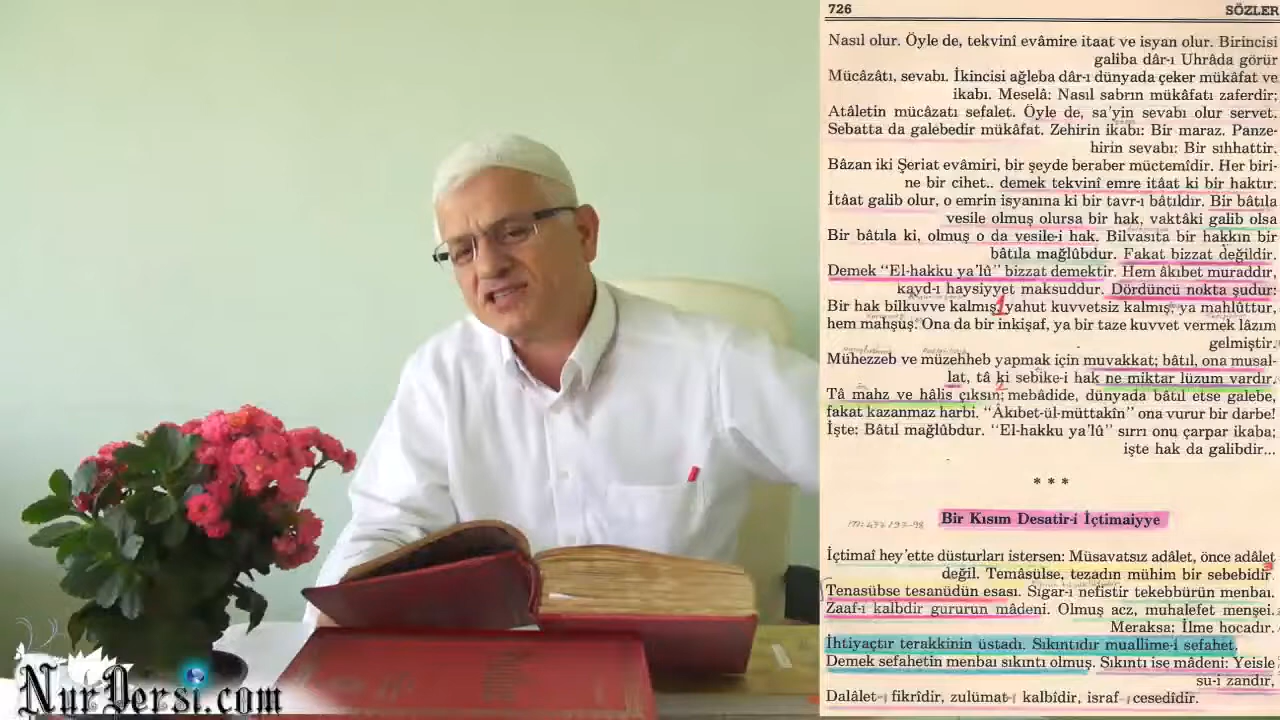 726 SÖZLER
Nasıl olur. Öyle de, tekvinî evâmire itaat ve isyan olur. Birincisi
galiba dâr-ı Uhrâda görür
Mücâzâtı, sevabı. İkincisi ağleba dâr-ı dünyada çeker mükâfat ve
ikabı. Meselâ: Nasıl sabrın mükâfatı zaferdir;
Atâletin mücâzatı sefalet. Öyle de, sa'yin sevabı olur servet.
Sebatta da galebedir mükâfat. Zehirin ikabı: Bir maraz. Panze-
hirin sevabı: Bir sıhhattir.
Bâzan iki Şeriat evâmiri, bir şeyde beraber müctemîdir. Her biri-
ne bir cihet.. demek tekvinî emre itâat ki bir haktır.
İtâat galib olur, o emrin isyanına ki bir tavr-ı bâtıldır. Bir bâtıla
vesile olmuş olursa bir hak, vaktâki galib olsa
Bir bâtıla ki, olmuş o da vesile-i hak. Bilvasıta bir hakkın bir
bâtıla mağlûbdur. Fakat bizzat değildir.
Demek "El-hakku ya'lû" bizzat demektir. Hem âkıbet muraddır,
kayd-ı haysiyyet maksuddur. Dördüncü nokta şudur:
Bir hak bilkuvve kalmış, yahut kuvvetsiz kalmış, ya mahlûttur,
hem mahşuş. Ona da bir inkişaf, ya bir taze kuvvet vermek lâzım
gelmiştir.
Mühezzeb ve müzehheb yapmak için muvakkat; bâtıl, ona musal-
lat, tâ ki sebike-i hak ne miktar lüzum vardır.
Tâ mahz ve hâlis çıksın; mebâdide, dünyada bâtıl etse galebe,
fakat kazanmaz harbi. "Âkıbet-ül-müttakîn" ona vurur bir darbe!
İşte: Bâtıl mağlûbdur. "El-hakku ya'lû" sırrı onu çarpar ikaba;
işte hak da galibdir...
* * *
Bir Kısım Desatir-i İçtimaiyye
İçtimaî hey'ette düsturları istersen: Müsavatsız adâlet, önce adâlet
değil. Temâsülse, tezadın mühim bir sebebidir.
Tenasübse tesanüdün esası. Sigar-i nefistir tekebbürün menbaı.
Zaaf-ı kalbdir gururun mâdeni. Olmuş acz, muhalefet menşei.
Meraksa: İlme hocadır.
İhtiyaçtır terakkinin üstadı. Sıkıntıdır muallime-i sefahet.
Demek sefahetin menbaı sıkıntı olmuş. Sıkıntı ise mâdeni: Yeisle
su-i zandır,
Dalâlet-i fikrîdir, zulümat-ı kalbîdir, israf-ı cesedîdir.
NurDersi.com